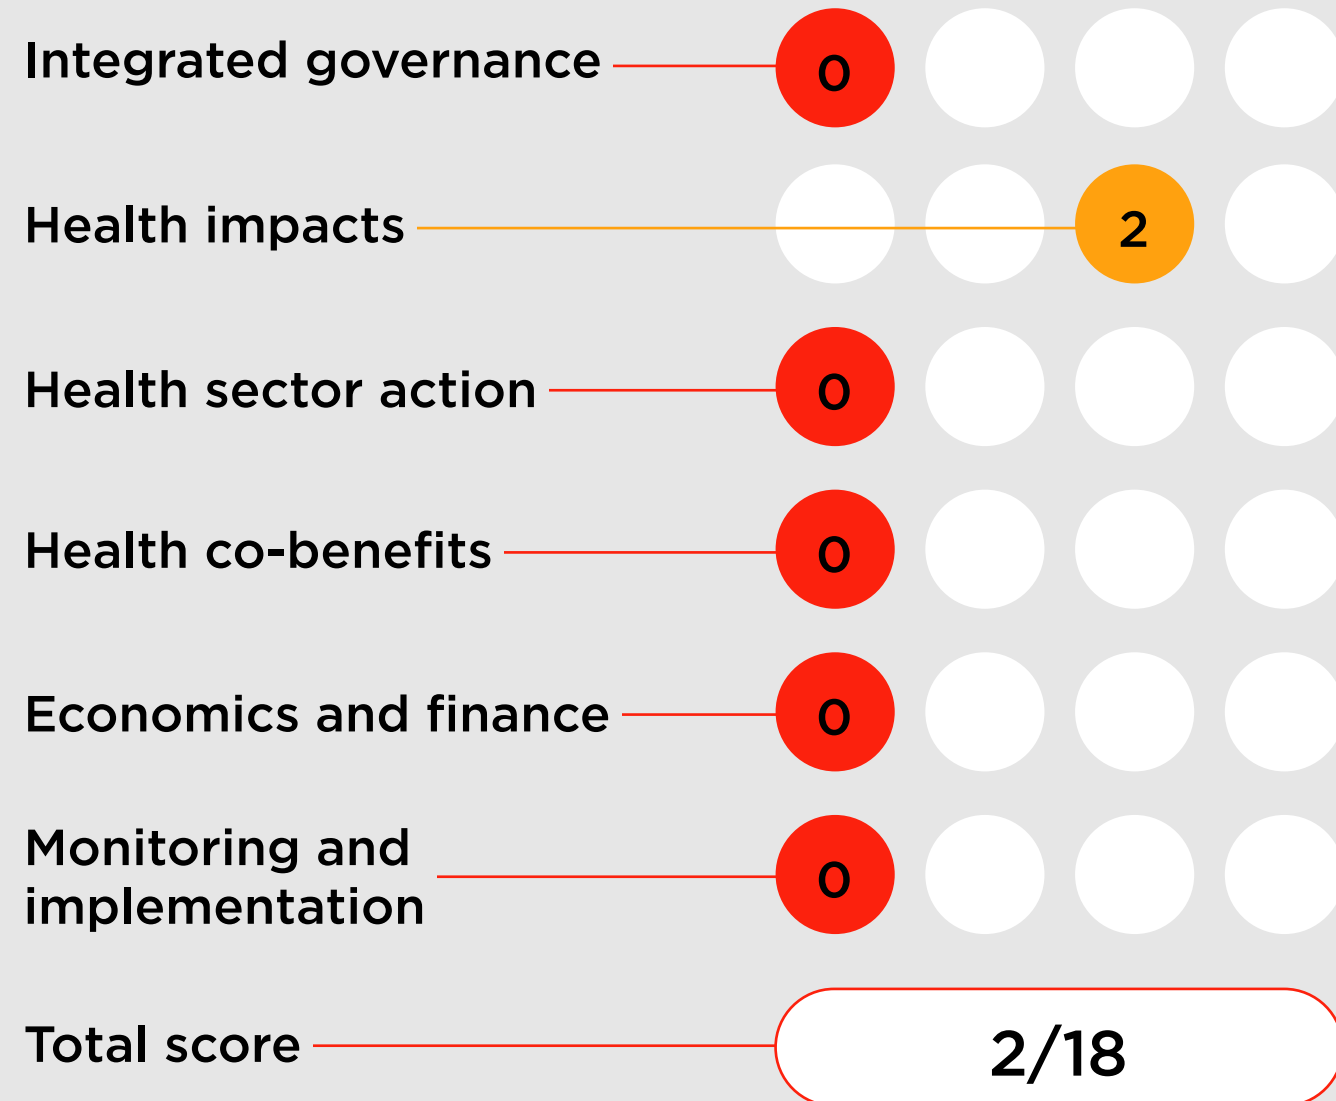 Integrated governance 0
Health impacts 2
Health sector action 0
Health co-benefits 0
Economics and finance 0
Monitoring and
implementation 0
Total score 2/18